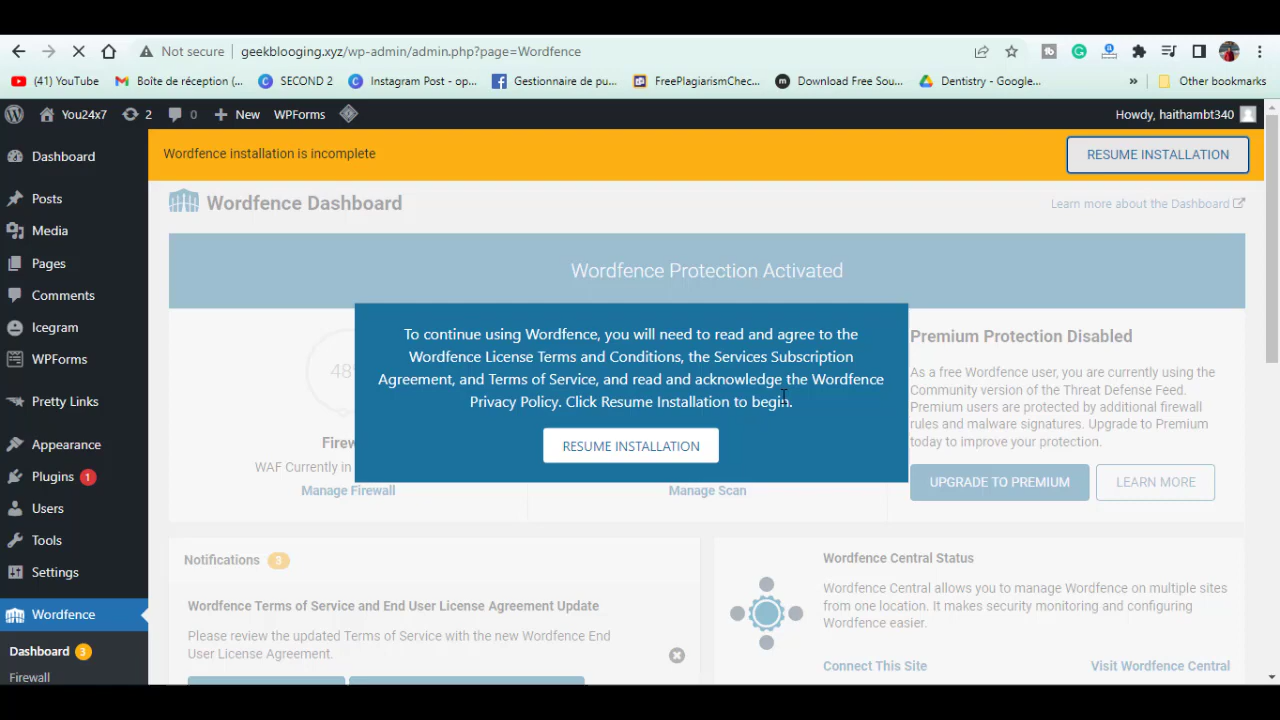 Not secure
geekblooging.xyz/wp-admin/admin.php?page=Wordfence
(41) YouTube
Boîte de réception (...
SECOND 2
Instagram Post - op...
Gestionnaire de pu...
FreePlagiarismChec...
Download Free Sou...
Dentistry - Google...
»
Other bookmarks
You24x7
2
0
New
WPForms
Howdy, haithambt340
Dashboard
Posts
Media
Pages
Comments
Icegram
WPForms
Pretty Links
Appearance
Plugins 1
Users
Tools
Settings
Wordfence
Dashboard 3
Firewall
Wordfence installation is incomplete
RESUME INSTALLATION
Wordfence Dashboard
Learn more about the Dashboard
Wordfence Protection Activated
To continue using Wordfence, you will need to read and agree to the
Wordfence License Terms and Conditions, the Services Subscription
Agreement, and Terms of Service, and read and acknowledge the Wordfence
Privacy Policy. Click Resume Installation to begin.
RESUME INSTALLATION
48
Firew
WAF Currently in
Manage Firewall
Manage Scan
Premium Protection Disabled
As a free Wordfence user, you are currently using the
Community version of the Threat Defense Feed.
Premium users are protected by additional firewall
rules and malware signatures. Upgrade to Premium
today to improve your protection.
UPGRADE TO PREMIUM
LEARN MORE
Notifications 3
Wordfence Terms of Service and End User License Agreement Update
Please review the updated Terms of Service with the new Wordfence End
User License Agreement.
Wordfence Central Status
Wordfence Central allows you to manage Wordfence on multiple sites
from one location. It makes security monitoring and configuring
Wordfence easier.
Connect This Site
Visit Wordfence Central